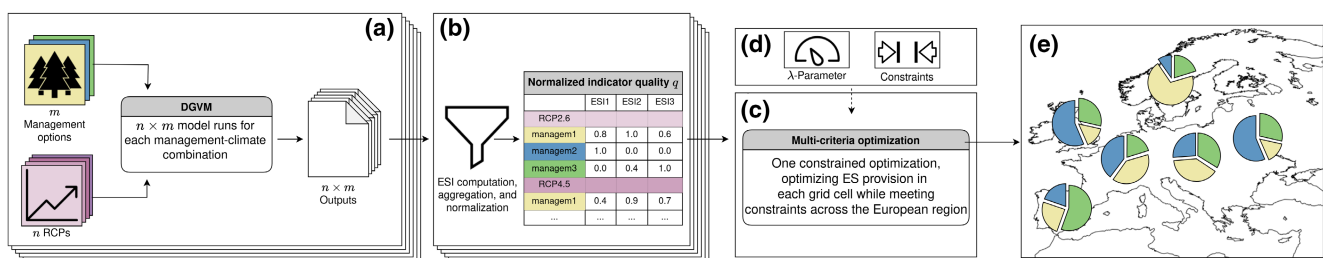 (a)
m
Management
options
n RCPs
DGVM
n × m model runs for
each management-climate
combination
n × m
Outputs
(b)
ESI computation,
aggregation, and
normalization
Normalized indicator quality q
ESI1 ESI2 ESI3
RCP2.6
managem1 0.8 1.0 0.6
managem2 1.0 0.0 0.0
managem3 0.0 0.4 1.0
RCP4.5
managem1 0.4 0.9 0.7
... ... ... ...
(d)
λ-Parameter
Constraints
(c)
Multi-criteria optimization
One constrained optimization,
optimizing ES provision in
each grid cell while meeting
constraints across the European region
(e)